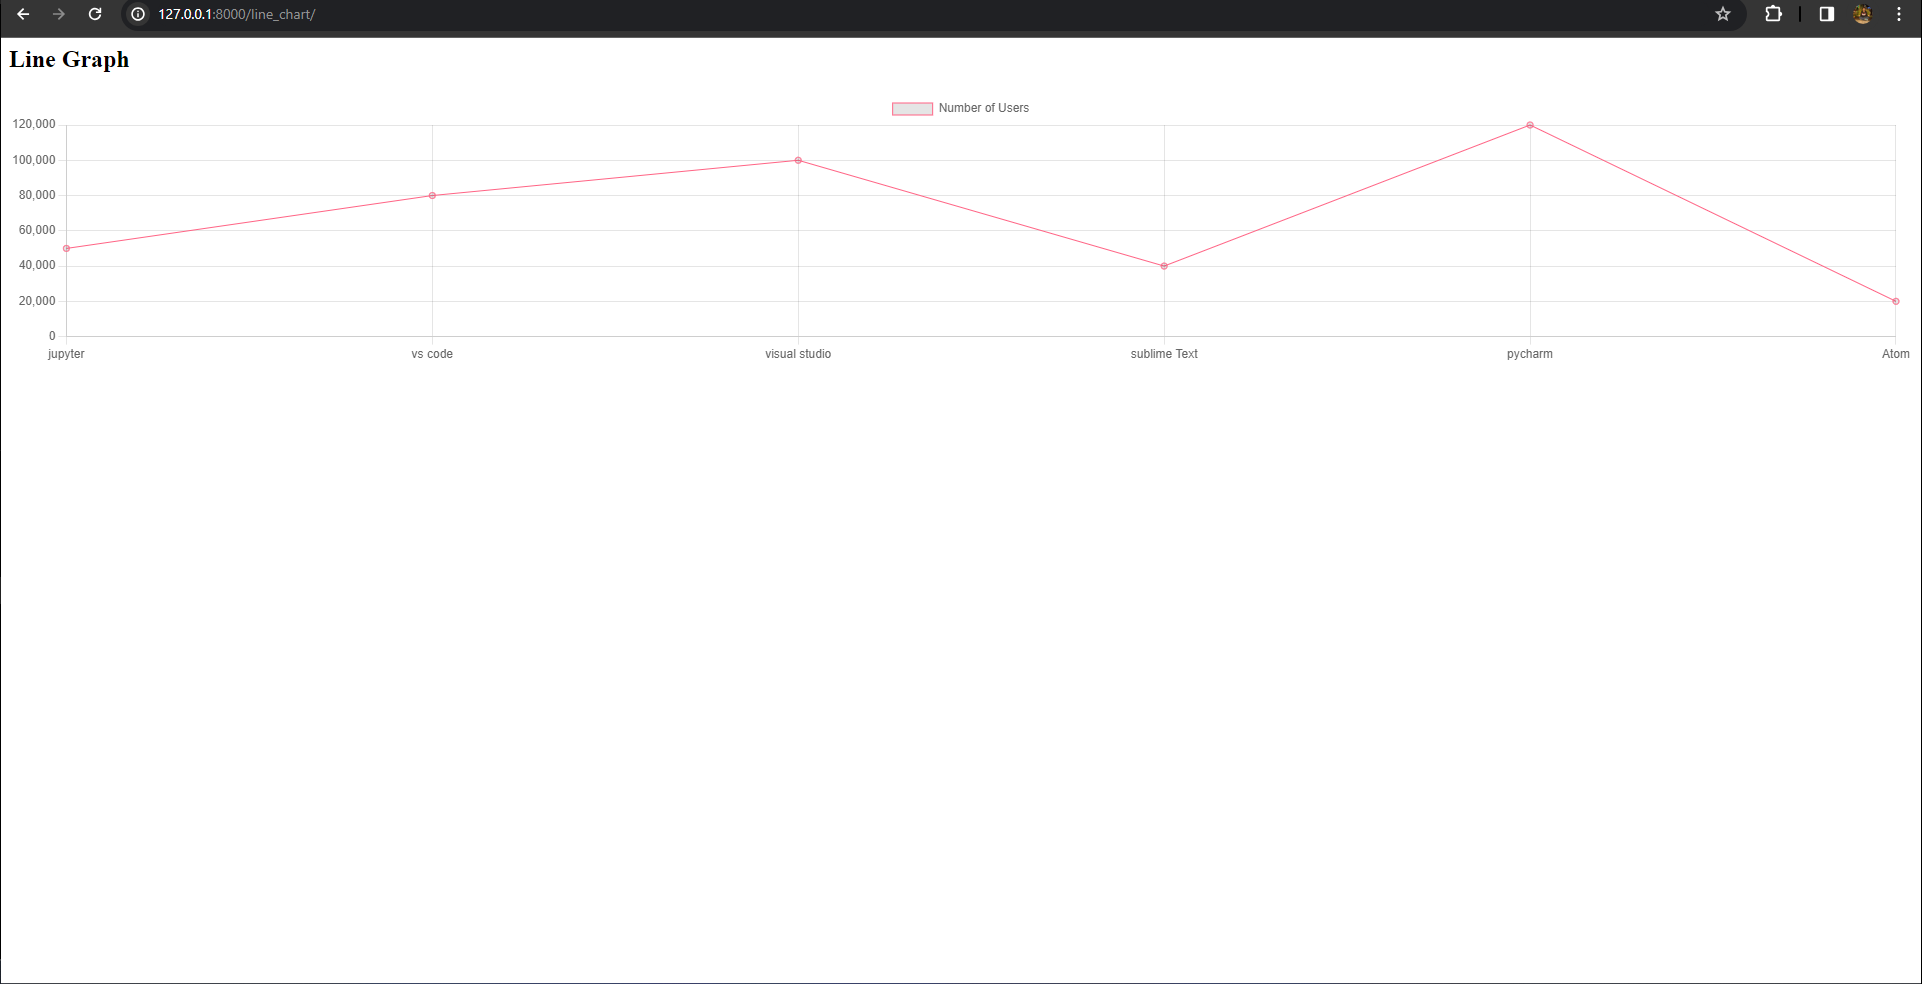 127.0.0.1:8000/line_chart/
Line Graph
Number of Users
120,000
100,000
80,000
60,000
40,000
20,000
0
jupyter vs code visual studio sublime Text pycharm Atom